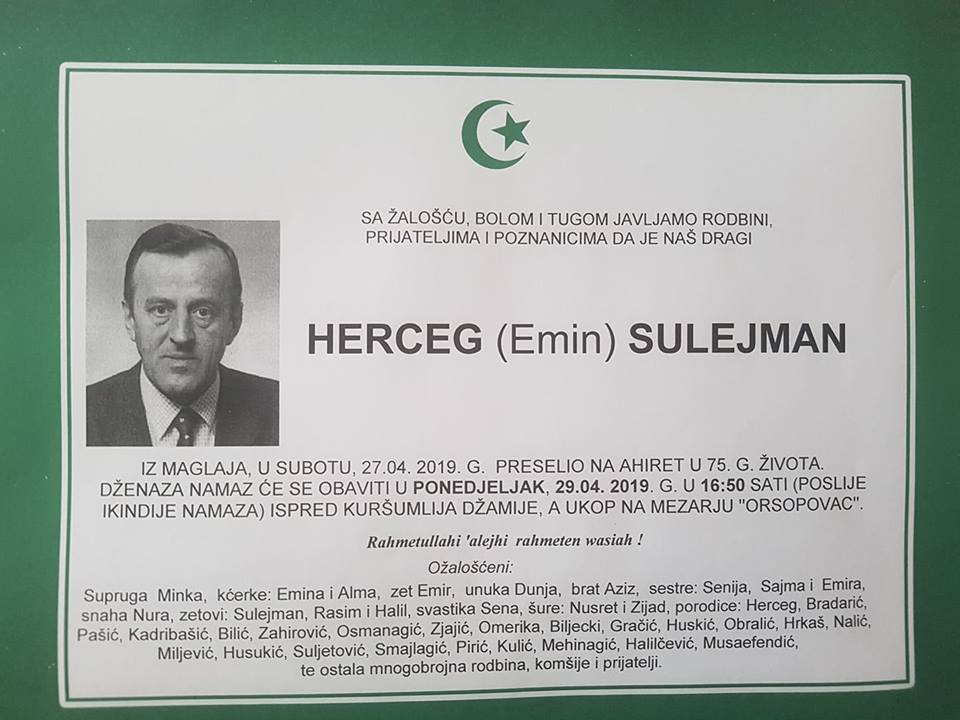 SA ŽALOŠĆU, BOLOM I TUGOM JAVLJAMO RODBINI,
PRIJATELJIMA I POZNANICIMA DA JE NAŠ DRAGI
HERCEG (Emin) SULEJMAN
IZ MAGLAJA, U SUBOTU, 27.04. 2019. G. PRESELIO NA AHIRET U 75. G. ŽIVOTA.
DŽENAZA NAMAZ ĆE SE OBAVITI U PONEDJELJAK, 29.04. 2019. G. U 16:50 SATI (POSLIJE
IKINDIJE NAMAZA) ISPRED KURŠUMLIJA DŽAMIJE, A UKOP NA MEZARJU "ORSOPOVAC".
Rahmetullahi 'alejhi rahmeten wasiah !
Ožalošćeni:
Supruga Minka, kćerke: Emina i Alma, zet Emir, unuka Dunja, brat Aziz, sestre: Senija, Sajma i Emira,
snaha Nura, zetovi: Sulejman, Rasim i Halil, svastika Sena, šure: Nusret i Zijad, porodice: Herceg, Bradarić,
Pašić, Kadribašić, Bilić, Zahirović, Osmanagić, Zjajić, Omerika, Biljecki, Gračić, Huskić, Obralić, Hrkaš, Nalić,
Miljević, Husukić, Suljetović, Smajlagić, Pirić, Kulić, Mehinagić, Halilčević, Musaefendić,
te ostala mnogobrojna rodbina, komšije i prijatelji.